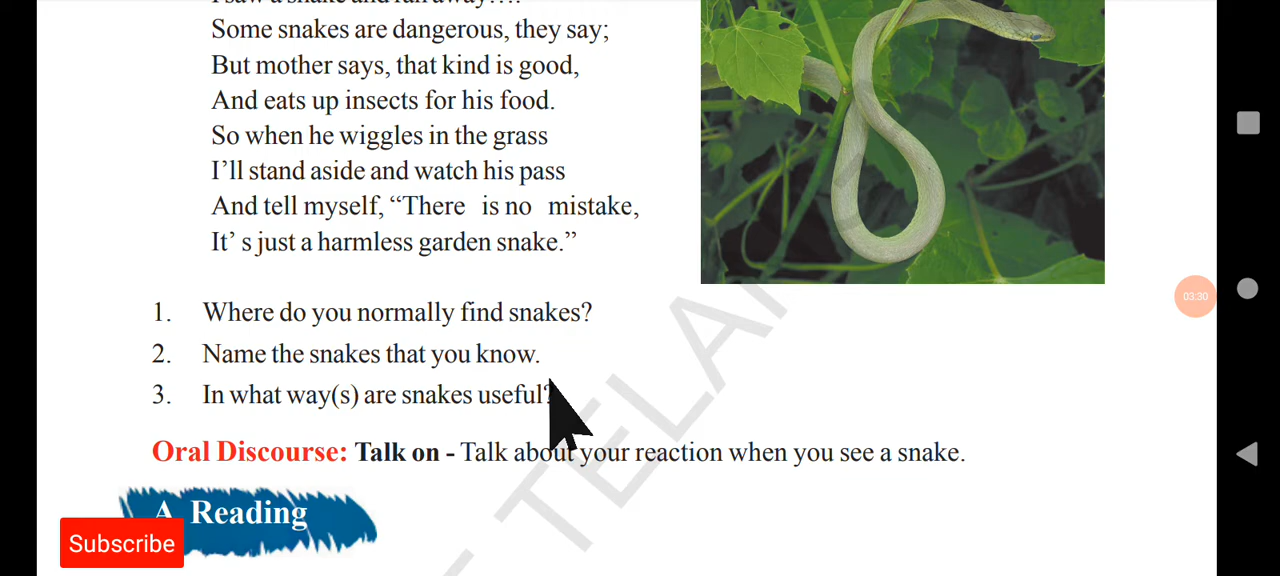 Some snakes are dangerous, they say;
But mother says, that kind is good,
And eats up insects for his food.
So when he wiggles in the grass
I'll stand aside and watch his pass
And tell myself, “There is no mistake,
It' s just a harmless garden snake.”
1. Where do you normally find snakes?
2. Name the snakes that you know.
3. In what way(s) are snakes useful?
Oral Discourse: Talk on - Talk about your reaction when you see a snake.
A Reading
Subscribe
03:30